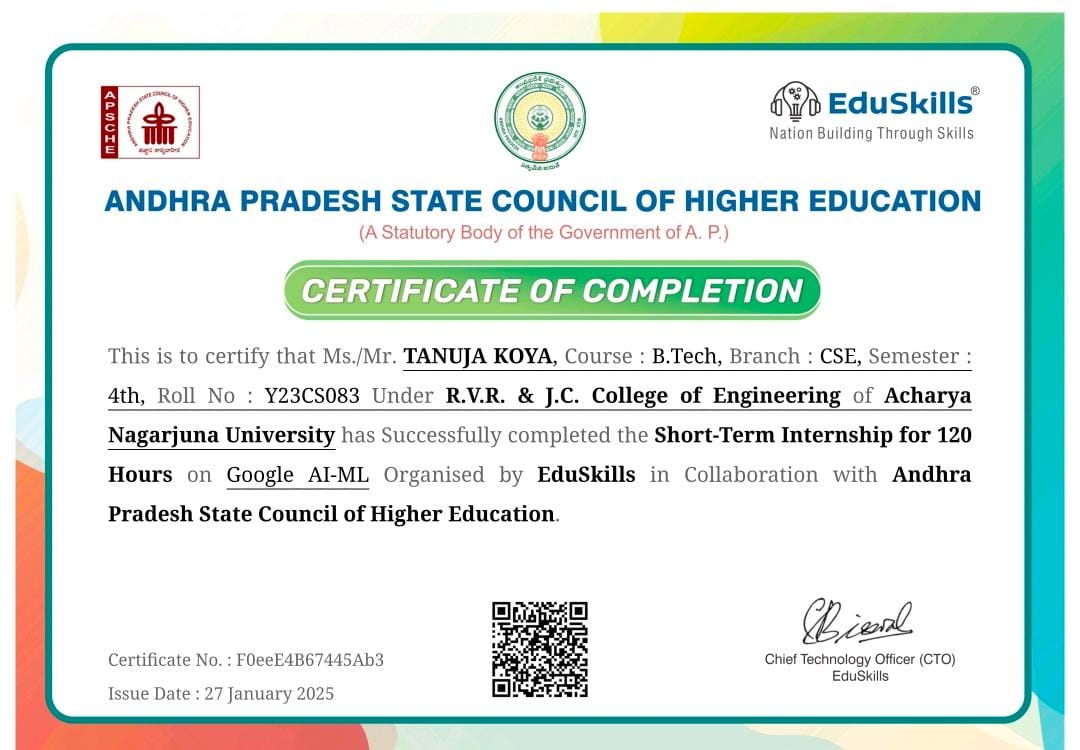 APSCHE
ANDHRA PRADESH STATE COUNCIL OF HIGHER EDUCATION
EduSkills®
Nation Building Through Skills
ANDHRA PRADESH STATE COUNCIL OF HIGHER EDUCATION
(A Statutory Body of the Government of A. P.)
CERTIFICATE OF COMPLETION
This is to certify that Ms./Mr. TANUJA KOYA, Course : B.Tech, Branch : CSE, Semester :
4th, Roll No : Y23CS083 Under R.V.R. & J.C. College of Engineering of Acharya
Nagarjuna University has Successfully completed the Short-Term Internship for 120
Hours on Google AI-ML Organised by EduSkills in Collaboration with Andhra
Pradesh State Council of Higher Education.
Certificate No. : F0eeE4B67445Ab3
Issue Date : 27 January 2025
Chief Technology Officer (CTO)
EduSkills